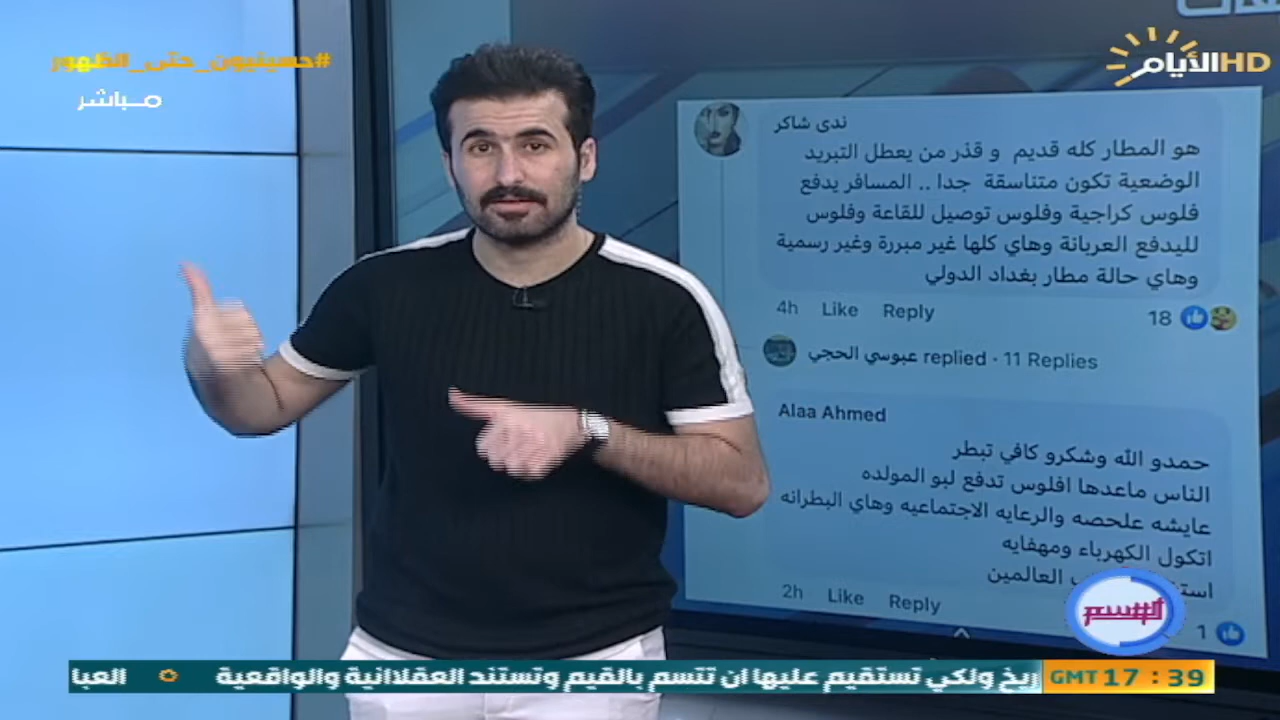 #حسينيون_حتى_الظهور
مباشر
الأيام HD
ندى شاكر
هو المطار كله قديم و قذر من يعطل التبريد
الوضعية تكون متناسقة جدا .. المسافر يدفع
فلوس كراجية وفلوس توصيل للقاعة وفلوس
لليدفع العربانة وهاي كلها غير مبررة وغير رسمية
وهاي حالة مطار بغداد الدولي
4h Like Reply 18
عبوسي الحجي replied · 11 Replies
Alaa Ahmed
حمدو الله وشكرو كافي تبطر
الناس ماعدها افلوس تدفع لبو المولده
عايشه علحصه والرعايه الاجتماعيه وهاي البطرانه
اتكول الكهرباء ومهفايه
العالمين
2h Like Reply 1
ريخ ولكي تستقيم عليها ان تتسم بالقيم وتستند العقلاانية والواقعية
العبا
GMT 17 : 39